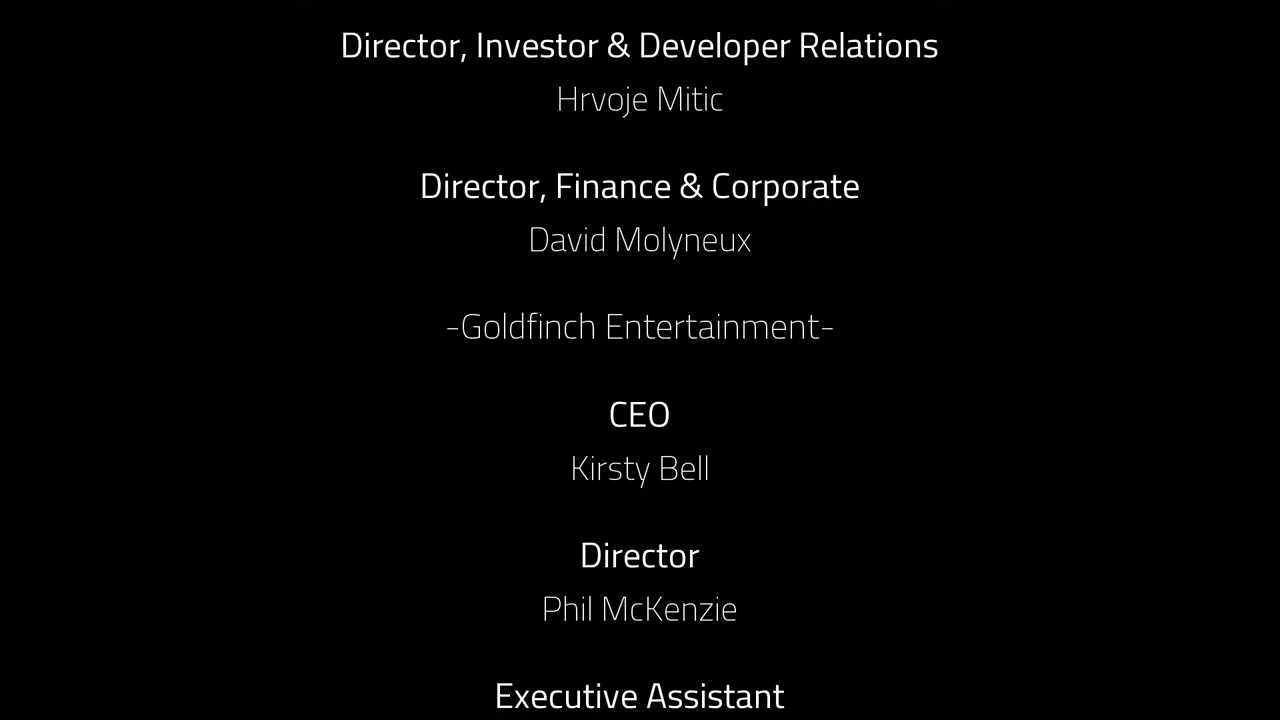 Director, Investor & Developer Relations
Hrvoje Mitic
Director, Finance & Corporate
David Molyneux
-Goldfinch Entertainment-
CEO
Kirsty Bell
Director
Phil McKenzie
Executive Assistant